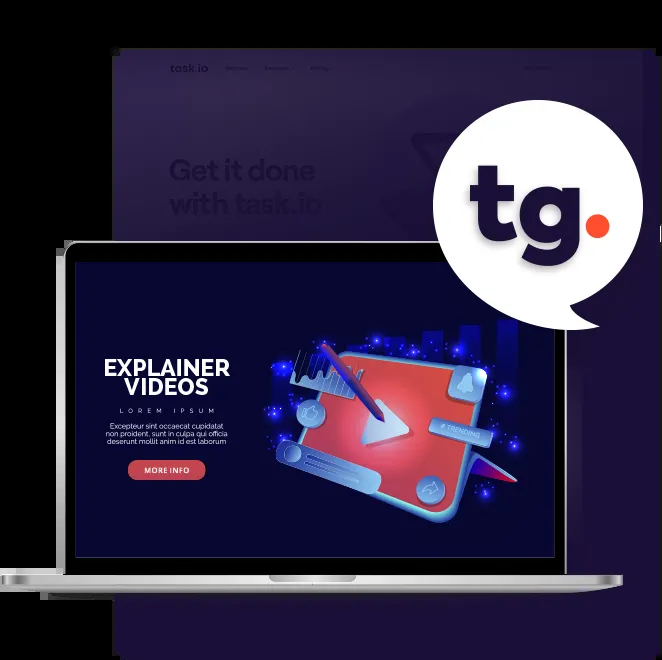 task.io
Get it done
with task.io
tg.
EXPLAINER
VIDEOS
LOREM IPSUM
Excepteur sint occaecat cupidatat
non proident, sunt in culpa qui officia
deserunt mollit anim id est laborum
MORE INFO
# TRENDING